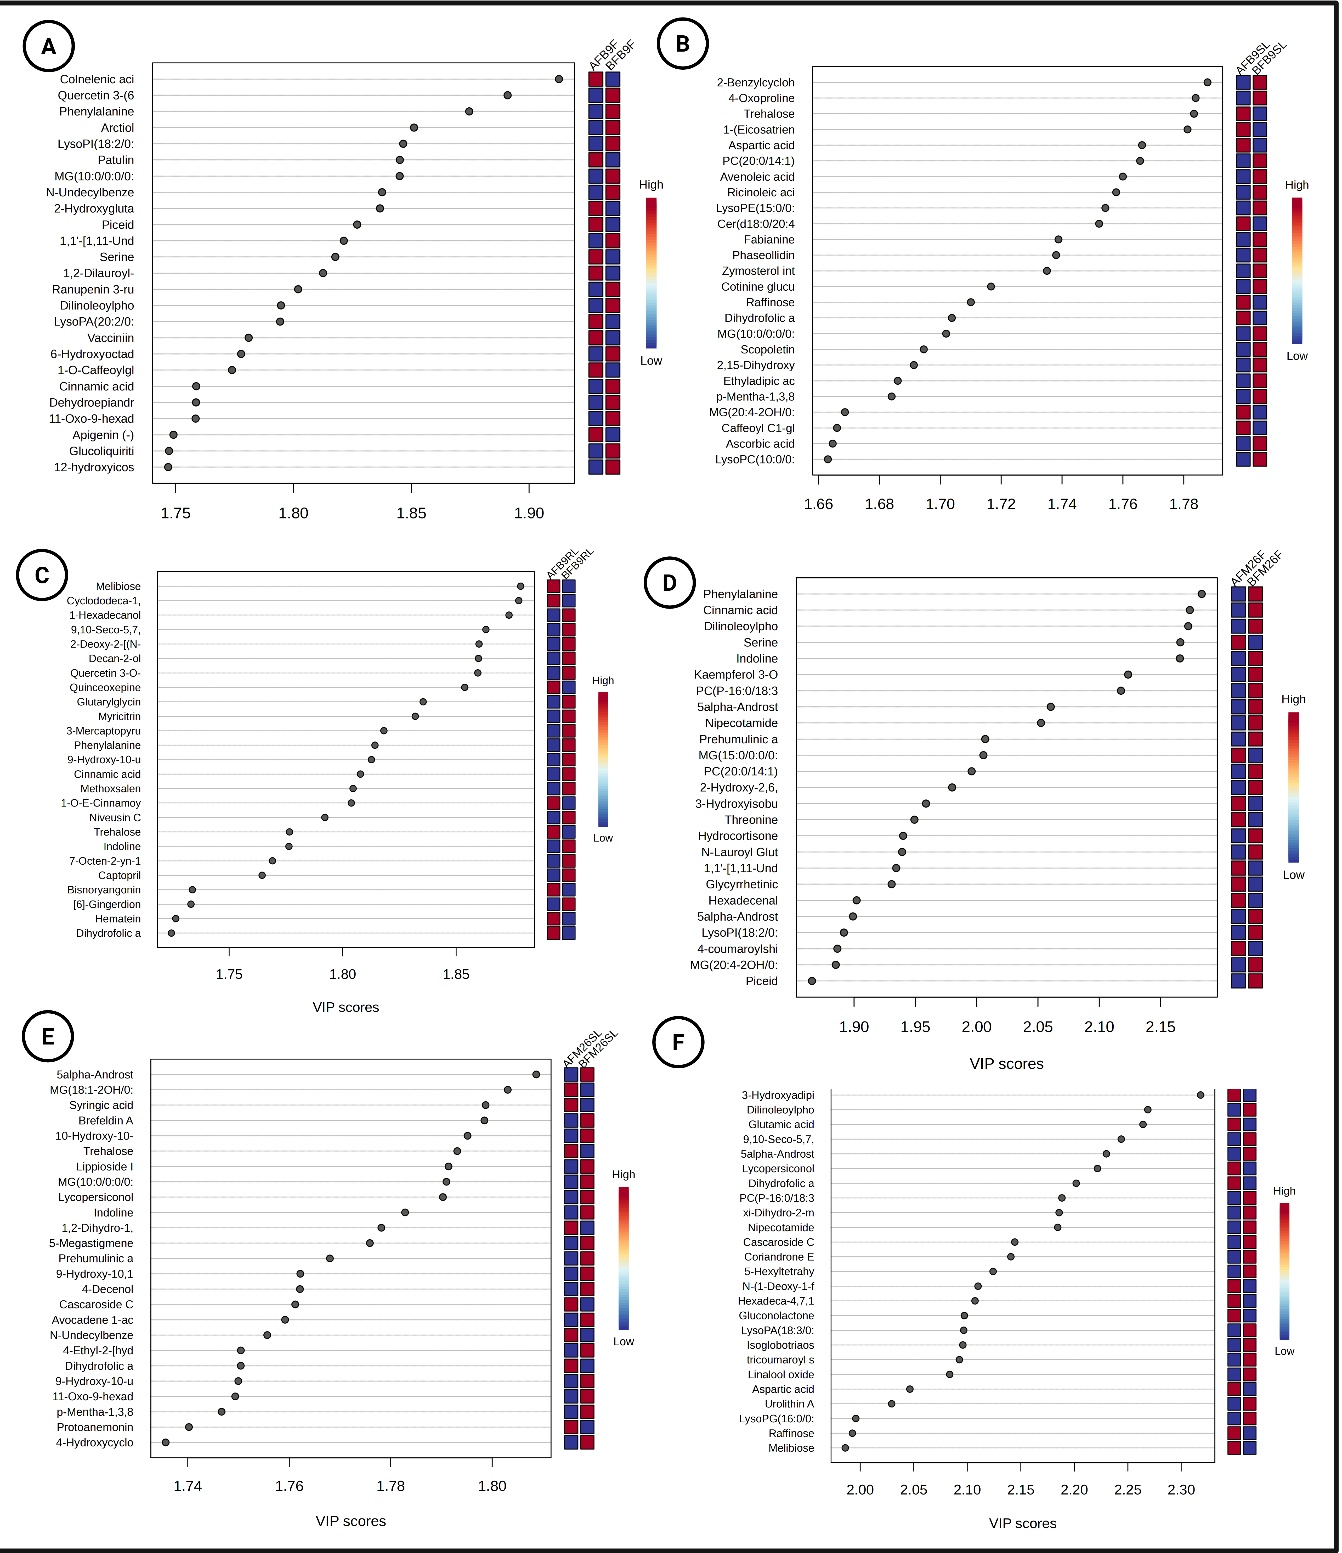 A
AFB9F
BFB9F
Colnelenic aci
Quercetin 3-(6
Phenylalanine
Arctiol
LysoPI(18:2/0:
Patulin
MG(10:0/0:0/0:
N-Undecylbenze
2-Hydroxygluta
Piceid
1,1'-[1,11-Und
Serine
1,2-Dilauroyl-
Ranupenin 3-ru
Dilinoleoylpho
LysoPA(20:2/0:
Vacciniin
6-Hydroxyoctad
1-O-Caffeoylgl
Cinnamic acid
Dehydroepiandr
11-Oxo-9-hexad
Apigenin (-)
Glucoliquiriti
12-hydroxyicos
High
Low
1.75
1.80
1.85
1.90
B
AFB9SL
BFB9SL
2-Benzylcycloh
4-Oxoproline
Trehalose
1-(Eicosatrien
Aspartic acid
PC(20:0/14:1)
Avenoleic acid
Ricinoleic aci
LysoPE(15:0/0:
Cer(d18:0/20:4
Fabianine
Phaseollidin
Zymosterol int
Cotinine glucu
Raffinose
Dihydrofolic a
MG(10:0/0:0/0:
Scopoletin
2,15-Dihydroxy
Ethyladipic ac
p-Mentha-1,3,8
MG(20:4-2OH/0:
Caffeoyl C1-gl
Ascorbic acid
LysoPC(10:0/0:
High
Low
1.66
1.68
1.70
1.72
1.74
1.76
1.78
C
AFB9RL
BFB9RL
Melibiose
Cyclododeca-1,
1-Hexadecanol
9,10-Seco-5,7,
2-Deoxy-2-[(N-
Decan-2-ol
Quercetin 3-O-
Quinceoxepine
Glutarylglycin
Myricitrin
3-Mercaptopyru
Phenylalanine
9-Hydroxy-10-u
Cinnamic acid
Methoxsalen
1-O-E-Cinnamoy
Niveusin C
Trehalose
Indoline
7-Octen-2-yn-1
Captopril
Bisnoryangonin
[6]-Gingerdion
Hematein
Dihydrofolic a
High
Low
1.75
1.80
1.85
VIP scores
D
AFM26F
BFM26F
Phenylalanine
Cinnamic acid
Dilinoleoylpho
Serine
Indoline
Kaempferol 3-O
PC(P-16:0/18:3
5alpha-Androst
Nipecotamide
Prehumulinic a
MG(15:0/0:0/0:
PC(20:0/14:1)
2-Hydroxy-2,6,
3-Hydroxyisobu
Threonine
Hydrocortisone
N-Lauroyl Glut
1,1'-[1,11-Und
Glycyrrhetinic
Hexadecenal
5alpha-Androst
LysoPI(18:2/0:
4-coumaroylshi
MG(20:4-2OH/0:
Piceid
High
Low
1.90
1.95
2.00
2.05
2.10
2.15
VIP scores
E
AFM26SL
BFM26SL
5alpha-Androst
MG(18:1-2OH/0:
Syringic acid
Brefeldin A
10-Hydroxy-10-
Trehalose
Lippioside I
MG(10:0/0:0/0:
Lycopersiconol
Indoline
1,2-Dihydro-1,
5-Megastigmene
Prehumulinic a
9-Hydroxy-10,1
4-Decenol
Cascaroside C
Avocadene 1-ac
N-Undecylbenze
4-Ethyl-2-[hyd
Dihydrofolic a
9-Hydroxy-10-u
11-Oxo-9-hexad
p-Mentha-1,3,8
Protoanemonin
4-Hydroxycyclo
High
Low
1.74
1.76
1.78
1.80
VIP scores
F
3-Hydroxyadipi
Dilinoleoylpho
Glutamic acid
9,10-Seco-5,7,
5alpha-Androst
Lycopersiconol
Dihydrofolic a
PC(P-16:0/18:3
xi-Dihydro-2-m
Nipecotamide
Cascaroside C
Coriandrone E
5-Hexyltetrahy
N-(1-Deoxy-1-f
Hexadeca-4,7,1
Gluconolactone
LysoPA(18:3/0:
Isoglobotriaos
tricoumaroyl s
Linalool oxide
Aspartic acid
Urolithin A
LysoPG(16:0/0:
Raffinose
Melibiose
High
Low
2.00
2.05
2.10
2.15
2.20
2.25
2.30
VIP scores